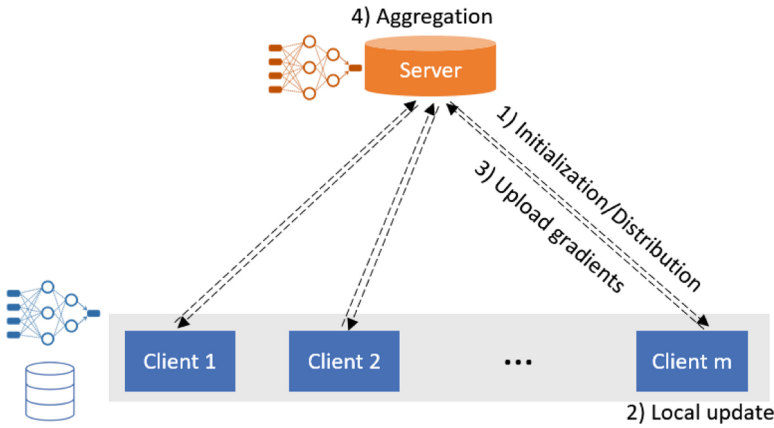 4) Aggregation
Server
1) Initialization/Distribution
3) Upload gradients
Client 1
Client 2
...
Client m
2) Local update